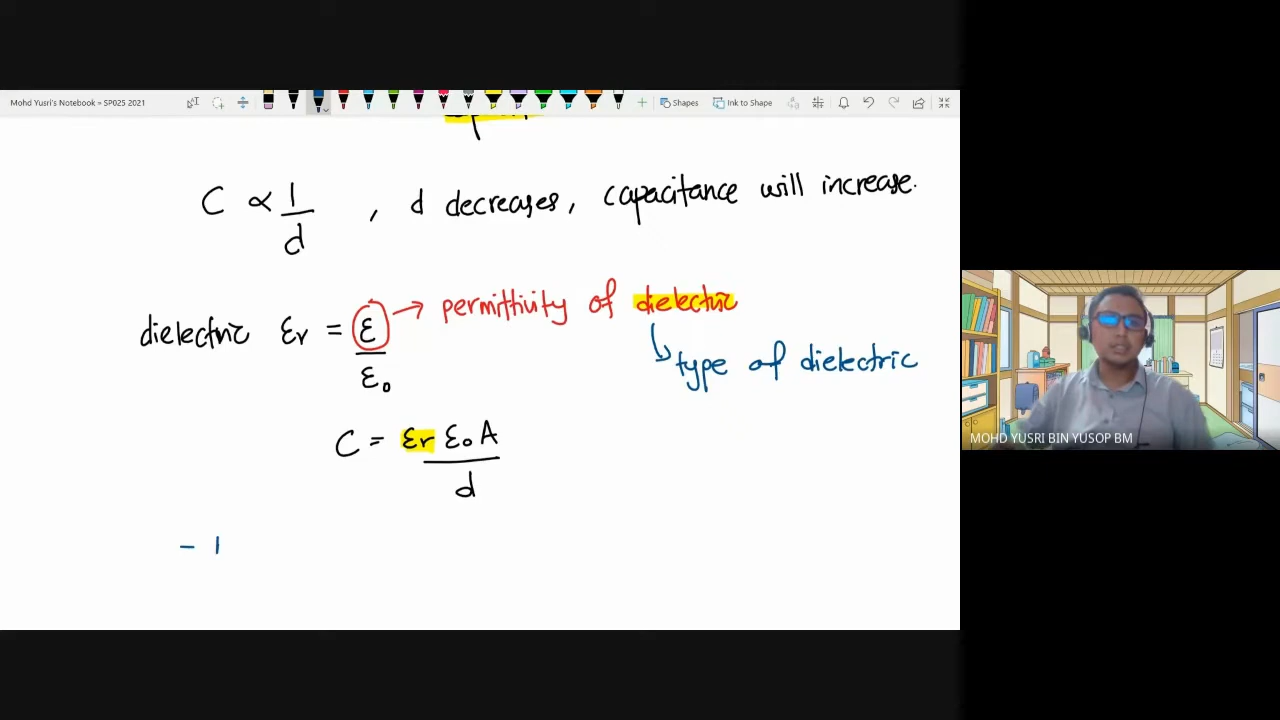 Mohd Yusri's Notebook » SP025 2021
Shapes
Ink to Shape
C ∝ 1/d , d decreases, capacitance will increase.
dielectric εr = ε/ε₀ → permittivity of dielectric
↳ type of dielectric
C = εr ε₀ A / d
- 1
MOHD YUSRI BIN YUSOP BM